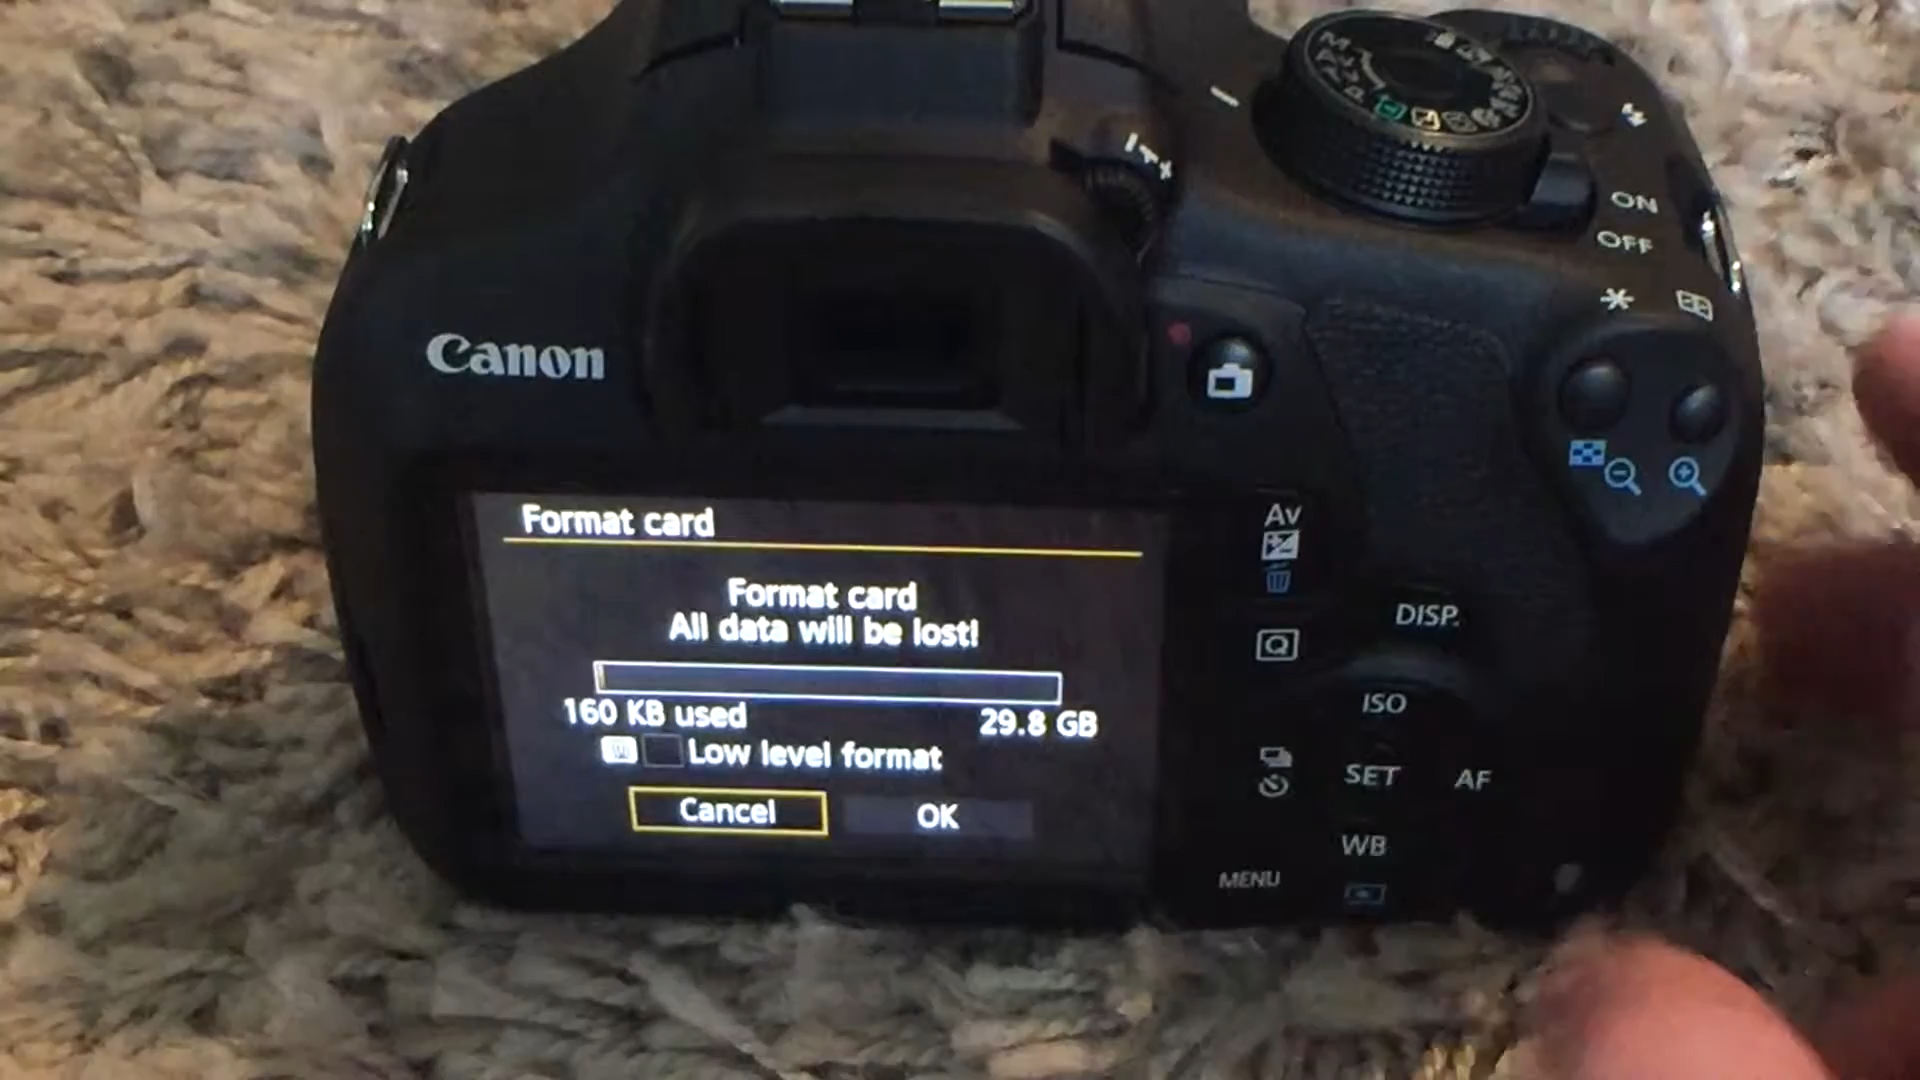 ON
OFF
Canon
Format card
Format card
All data will be lost!
160 KB used
29.8 GB
Low level format
Cancel
OK
Av
DISP.
Q
ISO
SET
AF
WB
MENU